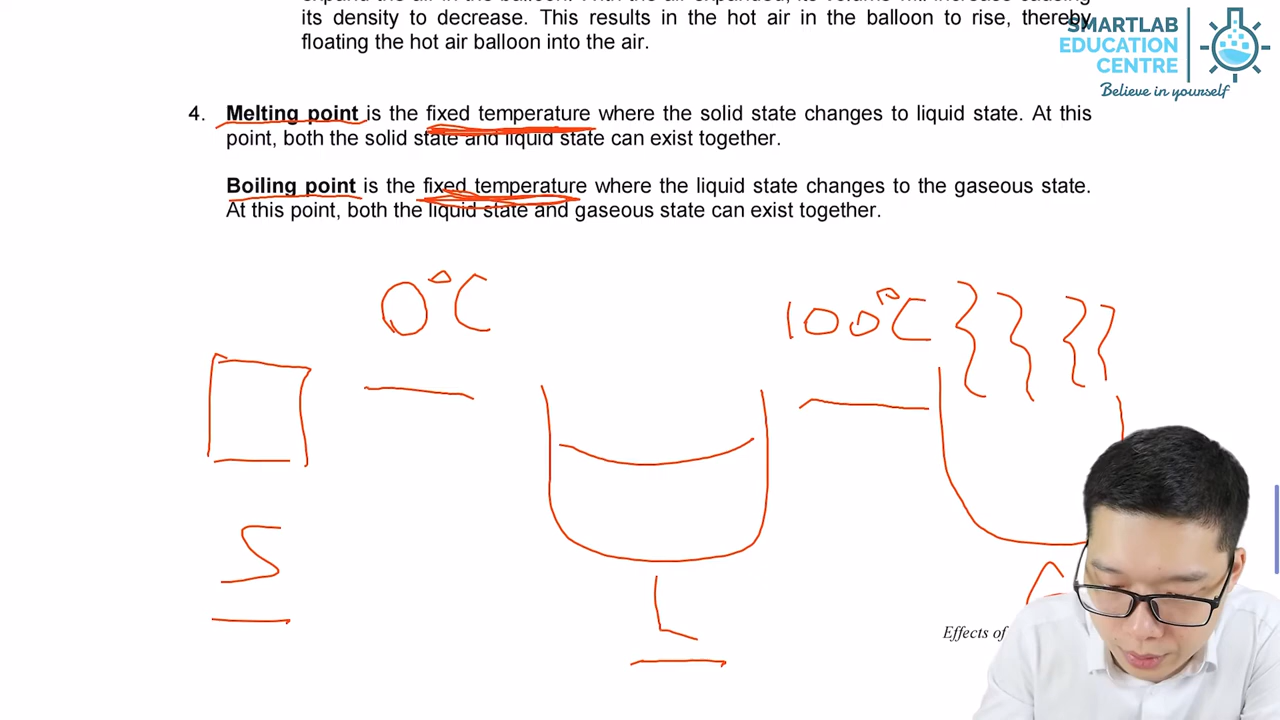 its density to decrease. This results in the hot air in the balloon to rise, thereby
floating the hot air balloon into the air.
SMARTLAB
EDUCATION
CENTRE
Believe in yourself
4. Melting point is the fixed temperature where the solid state changes to liquid state. At this
point, both the solid state and liquid state can exist together.
Boiling point is the fixed temperature where the liquid state changes to the gaseous state.
At this point, both the liquid state and gaseous state can exist together.
0°C
100°C
S
L
Effects of